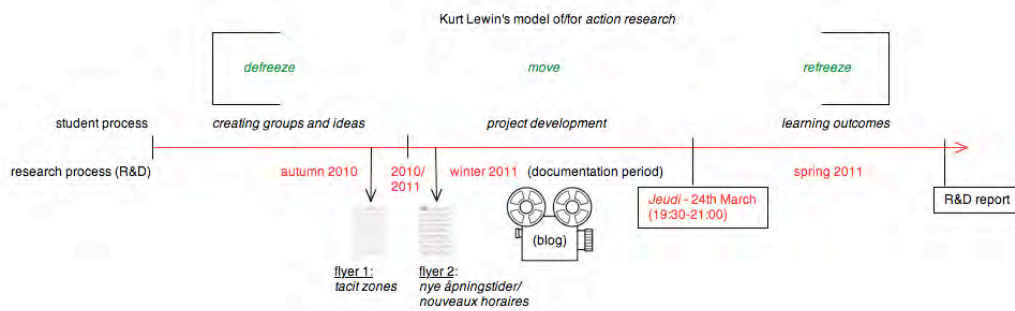 Kurt Lewin's model of/for action research
defreeze move refreeze
student process creating groups and ideas project development learning outcomes
research process (R&D) autumn 2010 2010/ winter 2011 (documentation period) spring 2011
2011
Jeudi - 24th March
(19:30-21:00)
R&D report
(blog)
flyer 1:
tacit zones
flyer 2:
nye åpningstider/
nouveaux horaires